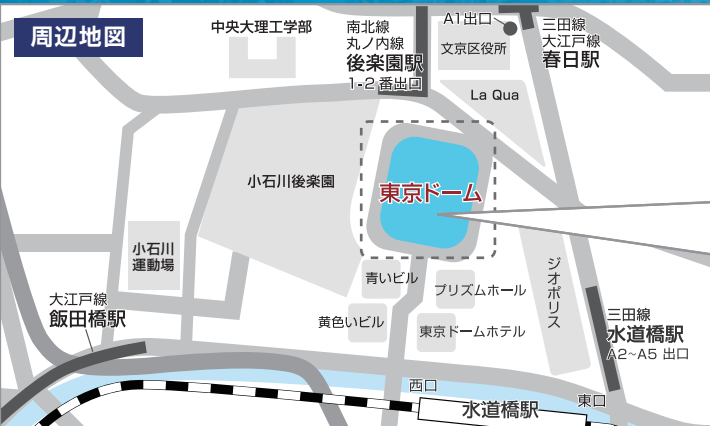 周辺地図
中央大理工学部
南北線
丸ノ内線
後楽園駅
1-2 番出口
A1出口
文京区役所
三田線
大江戸線
春日駅
La Qua
小石川後楽園
東京ドーム
小石川
運動場
青いビル
プリズムホール
ジオポリス
黄色いビル
東京ドームホテル
大江戸線
飯田橋駅
三田線
水道橋駅
A2~A5 出口
西口
水道橋駅
東口